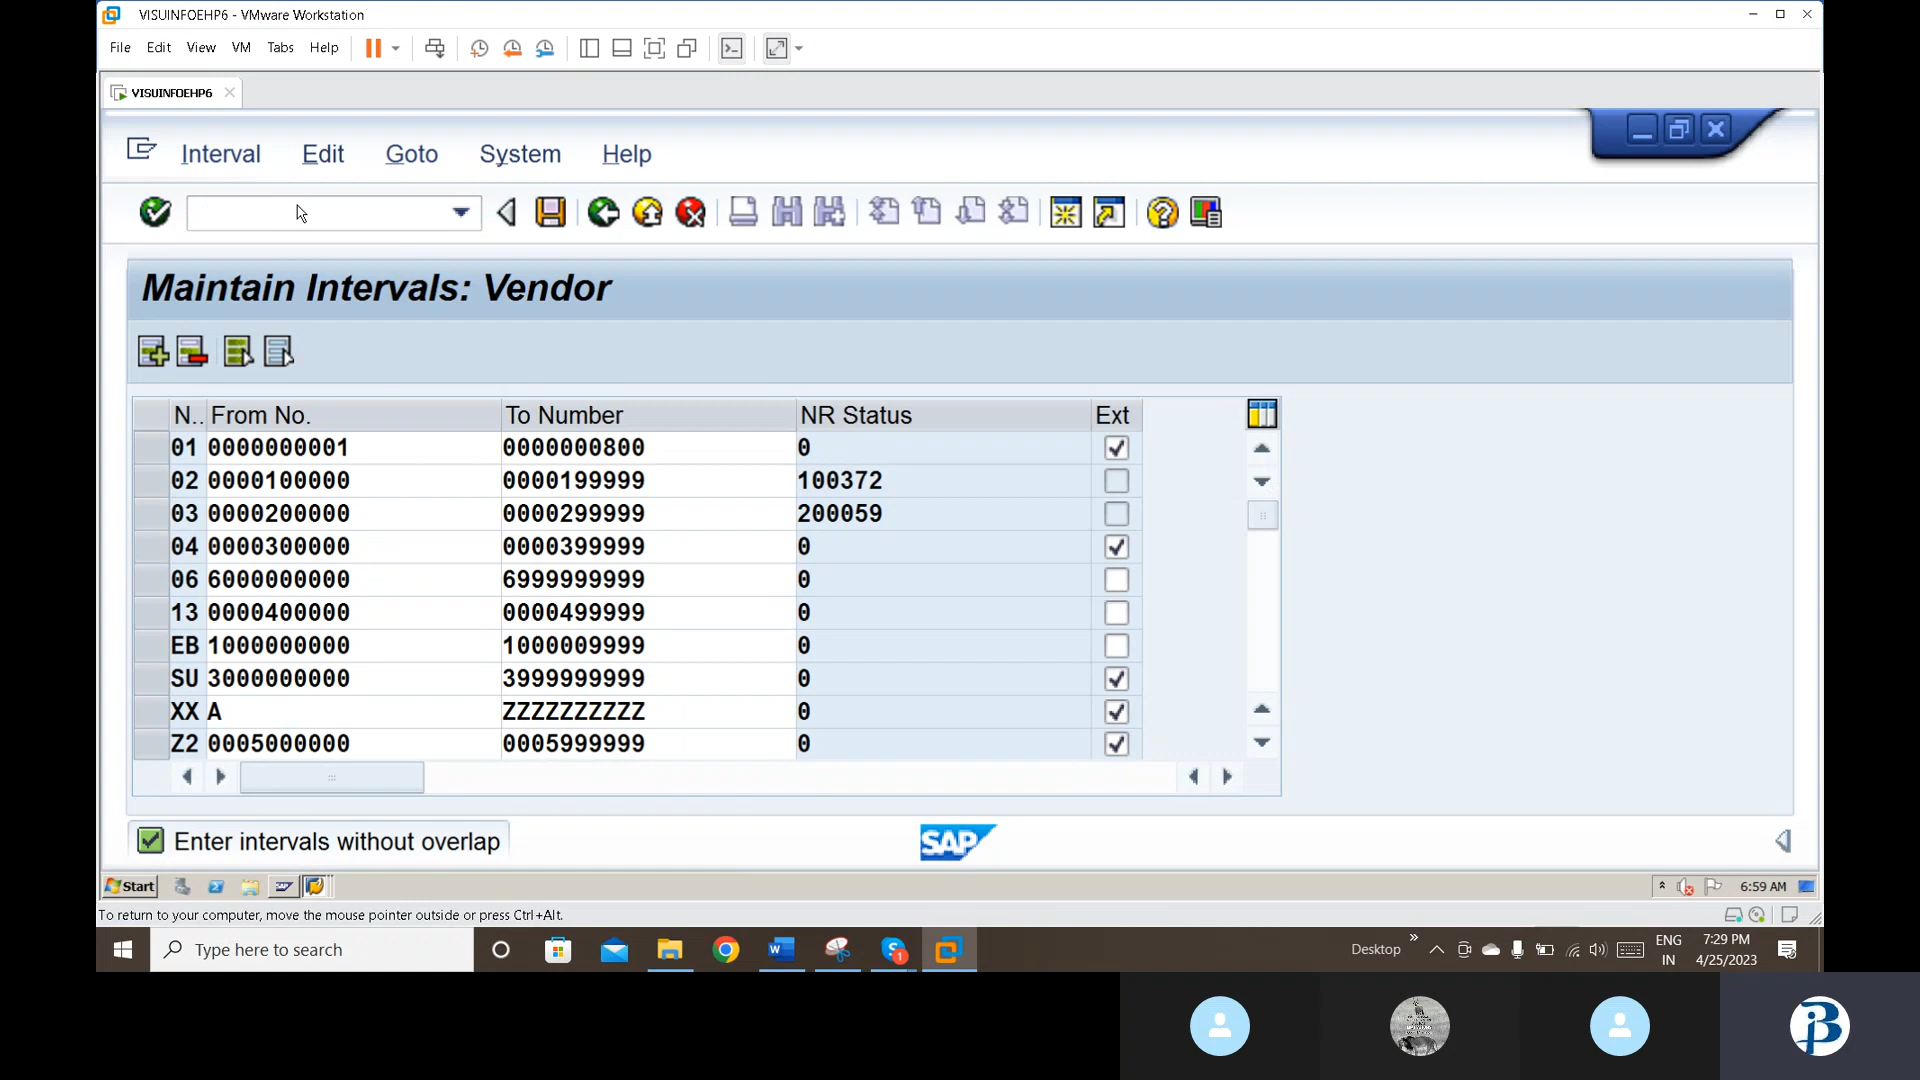 VISUINFOEHP6 - VMware Workstation
File Edit View VM Tabs Help
VISUINFOEHP6
Interval Edit Goto System Help
Maintain Intervals: Vendor
N.. From No. To Number NR Status Ext
01 0000000001 0000000800 0
02 0000100000 0000199999 100372
03 0000200000 0000299999 200059
04 0000300000 0000399999 0
06 6000000000 6999999999 0
13 0000400000 0000499999 0
EB 1000000000 1000009999 0
SU 3000000000 3999999999 0
XX A ZZZZZZZZZZ 0
Z2 0005000000 0005999999 0
Enter intervals without overlap
SAP
Start 6:59 AM
To return to your computer, move the mouse pointer outside or press Ctrl+Alt.
Type here to search
Desktop
ENG
IN
7:29 PM
4/25/2023